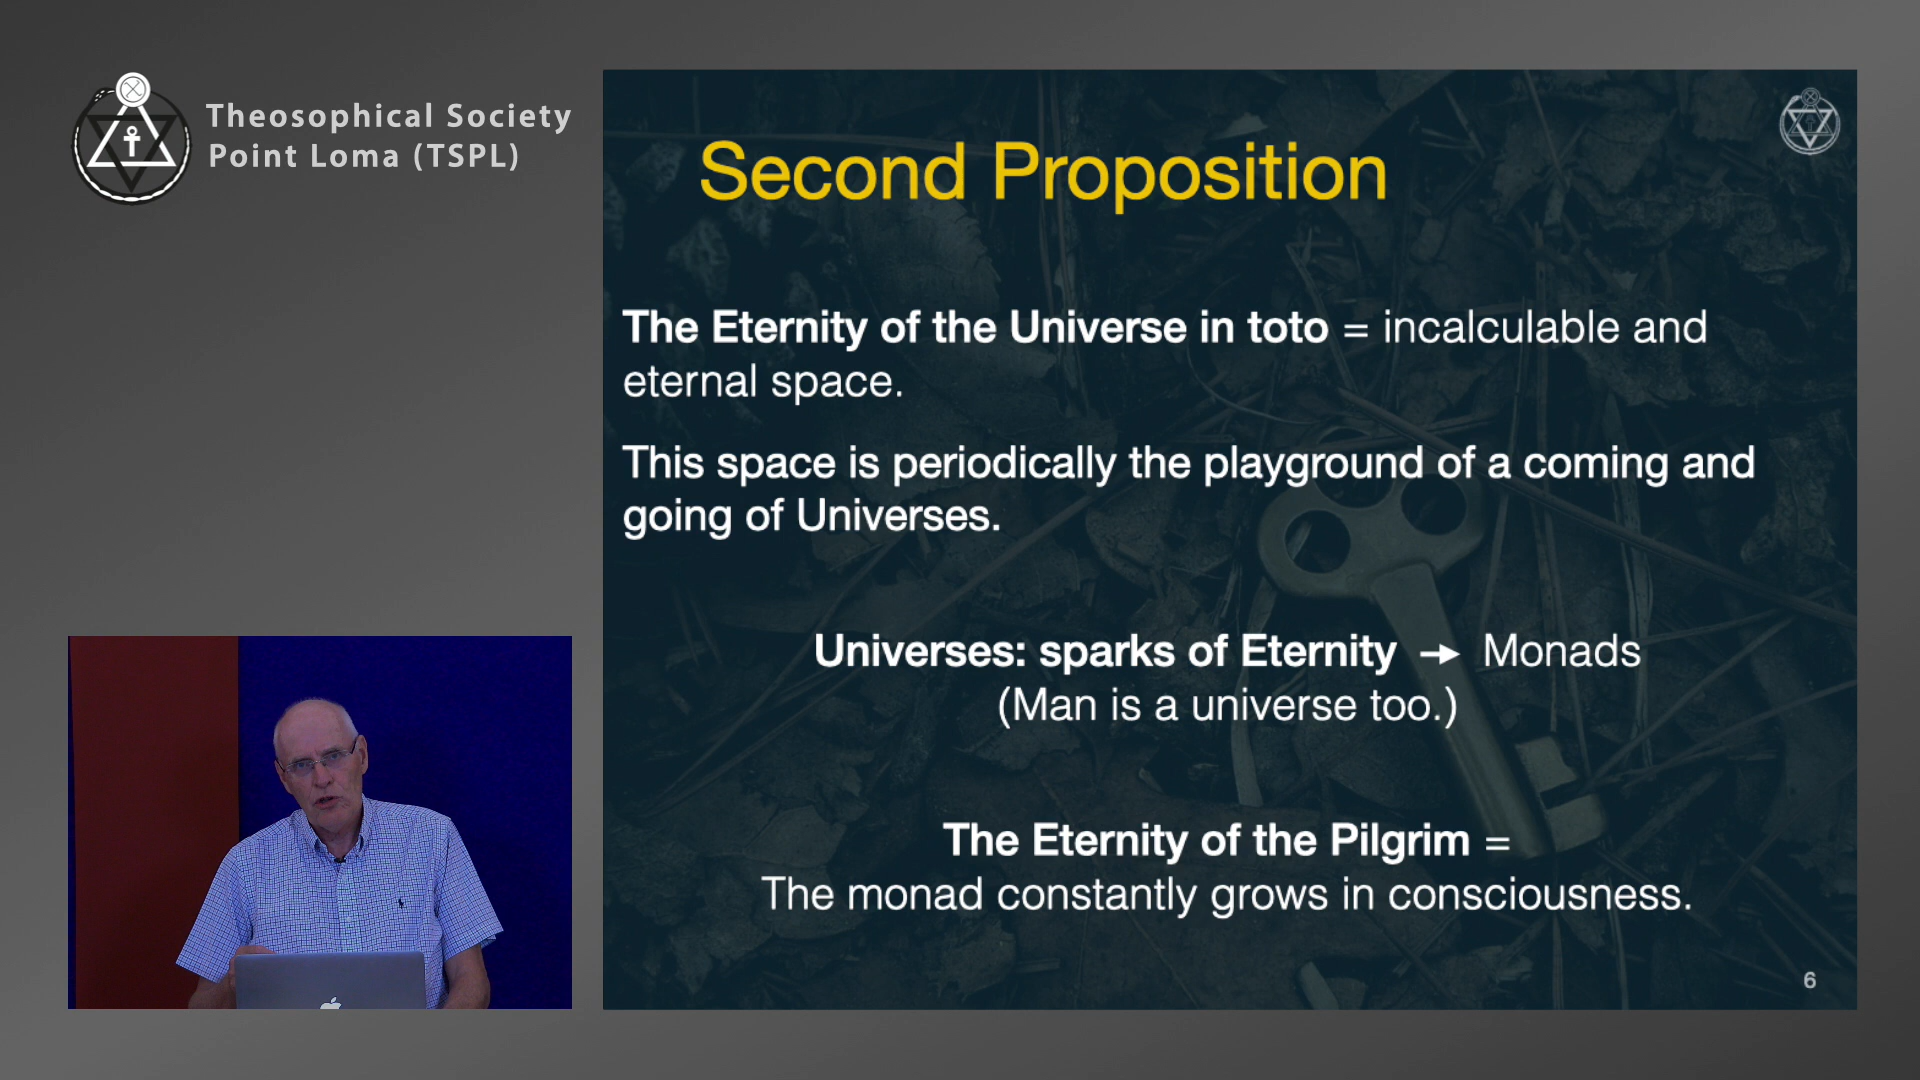 Theosophical Society
Point Loma (TSPL)
Second Proposition
The Eternity of the Universe in toto = incalculable and
eternal space.
This space is periodically the playground of a coming and
going of Universes.
Universes: sparks of Eternity → Monads
(Man is a universe too.)
The Eternity of the Pilgrim =
The monad constantly grows in consciousness.
6